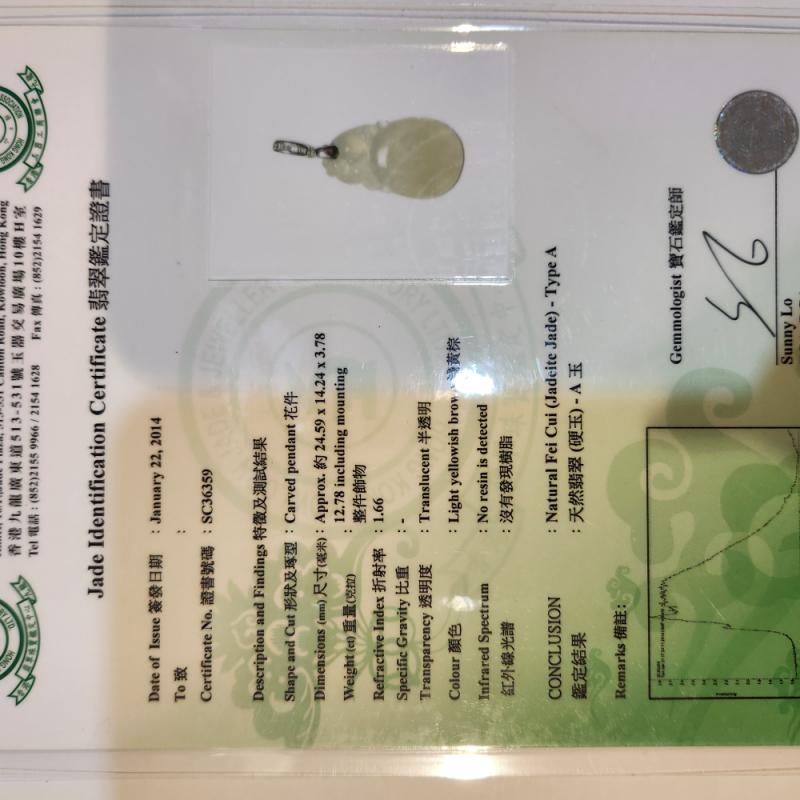 香港九龍廣東道513-531號玉器交易廣場10樓H室
Tel 電話 : (852)2155 9966 / 2154 1628 Fax 傳真 : (852)2154 1629
Jade Identification Certificate 翡翠鑑定證書
Date of Issue 簽發日期 : January 22, 2014
To 致 :
Certificate No. 證書號碼 : SC36359
Description and Findings 特徵及測試結果
Shape and Cut 形狀及琢型 : Carved pendant 花件
Dimensions (mm) 尺寸(毫米) : Approx. 約 24.59 x 14.24 x 3.78
Weight (ct) 重量(克拉) : 12.78 including mounting
整件飾物
Refractive Index 折射率 : 1.66
Specific Gravity 比重 : -
Transparency 透明度 : Translucent 半透明
Colour 顏色 : Light yellowish brown 淺黃棕
Infrared Spectrum : No resin is detected
紅外線光譜 : 沒有發現樹脂
CONCLUSION : Natural Fei Cui (Jadeite Jade) - Type A
鑑定結果 : 天然翡翠 (硬玉) - A 玉
Remarks 備註:
Gemmologist 寶石鑑定師
Sunny Lo